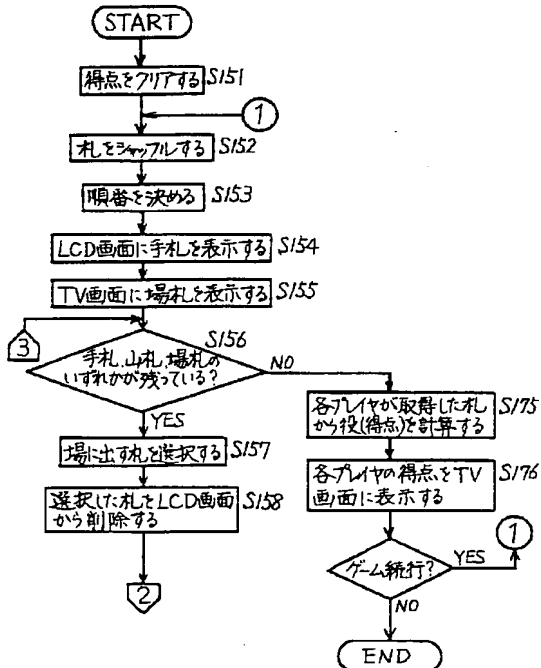 START
得点をクリアする S151
1
札をシャッフルする S152
順番を決める S153
LCD画面に手札を表示する S154
TV画面に場札を表示する S155
3
S156
手札、山札、場札の
いずれかが残っている?
NO
YES
場に出す札を選択する S157
選択した札をLCD画面 S158
から削除する
2
各プレイヤが取得した札 S175
から役(得点)を計算する
各プレイヤの得点をTV S176
画面に表示する
1
ゲーム続行? YES
NO
END